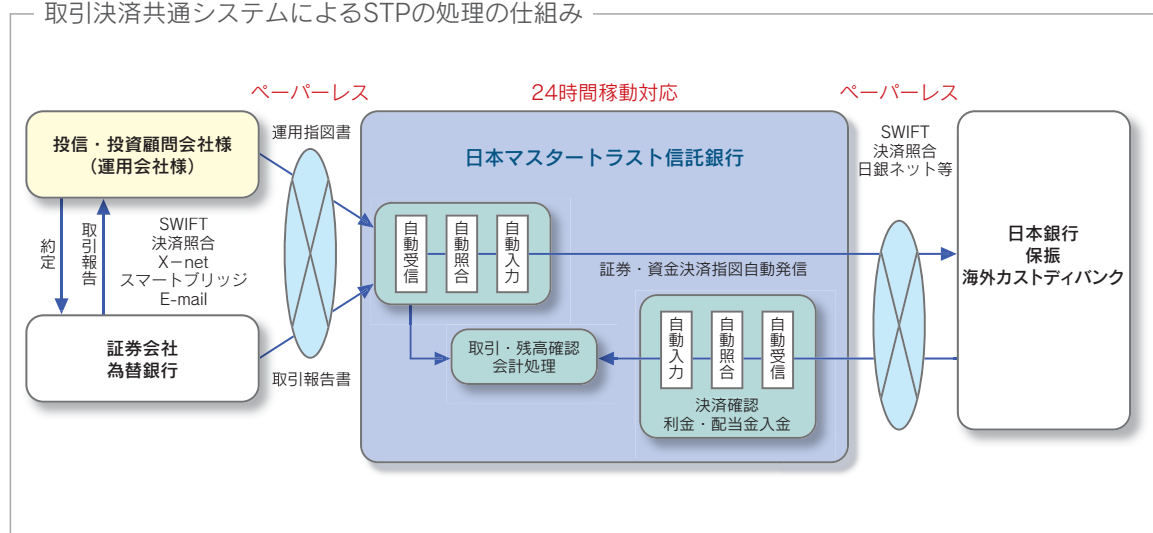 取引決済共通システムによるSTPの処理の仕組み
ペーパーレス
24時間稼動対応
ペーパーレス
投信・投資顧問会社様
（運用会社様）
運用指図書
日本マスタートラスト信託銀行
SWIFT
決済照合
日銀ネット等
約定
取引報告
SWIFT
決済照合
X－net
スマートブリッジ
E-mail
自動受信
自動照合
自動入力
証券・資金決済指図自動発信
日本銀行
保振
海外カストディバンク
証券会社
為替銀行
取引報告書
取引・残高確認
会計処理
自動入力
自動照合
自動受信
決済確認
利金・配当金入金